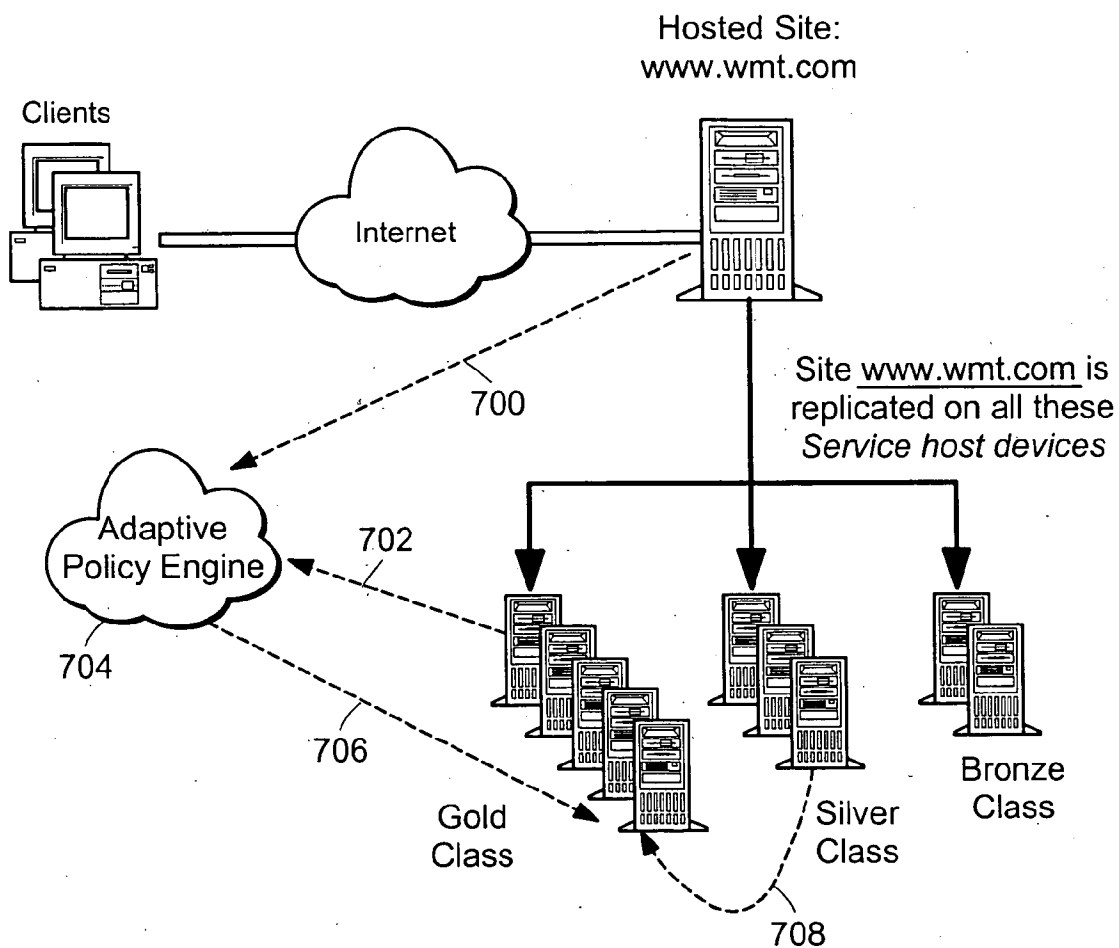 Hosted Site:
www.wmt.com
Clients
Internet
700
Site www.wmt.com is
replicated on all these
Service host devices
Adaptive
Policy Engine
702
704
706
Gold
Class
Silver
Class
Bronze
Class
708